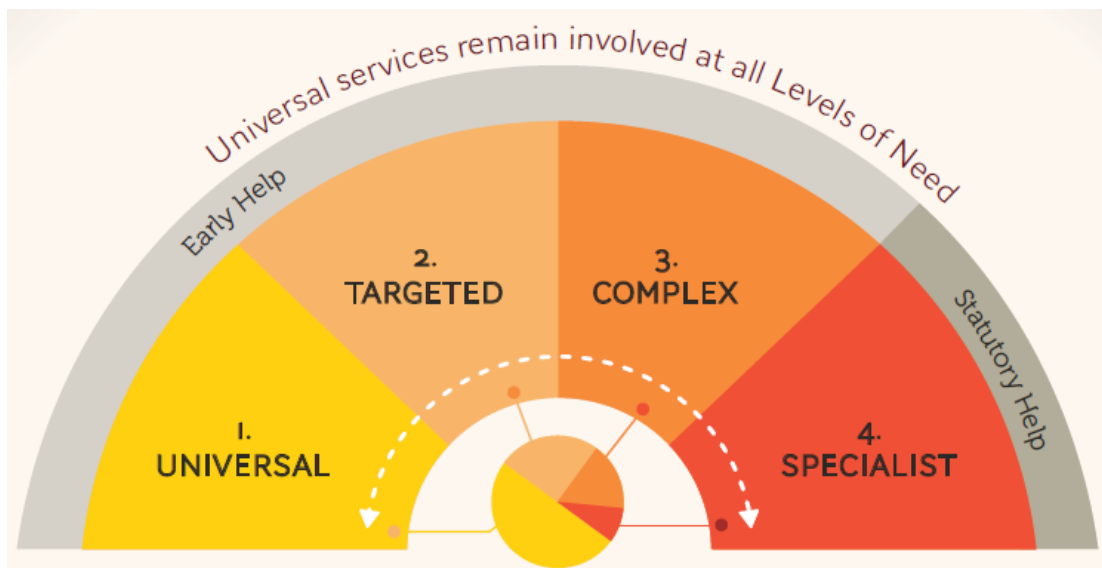 Universal services remain involved at all Levels of Need
Early Help
2.
TARGETED
3.
COMPLEX
Statutory Help
1.
UNIVERSAL
4.
SPECIALIST